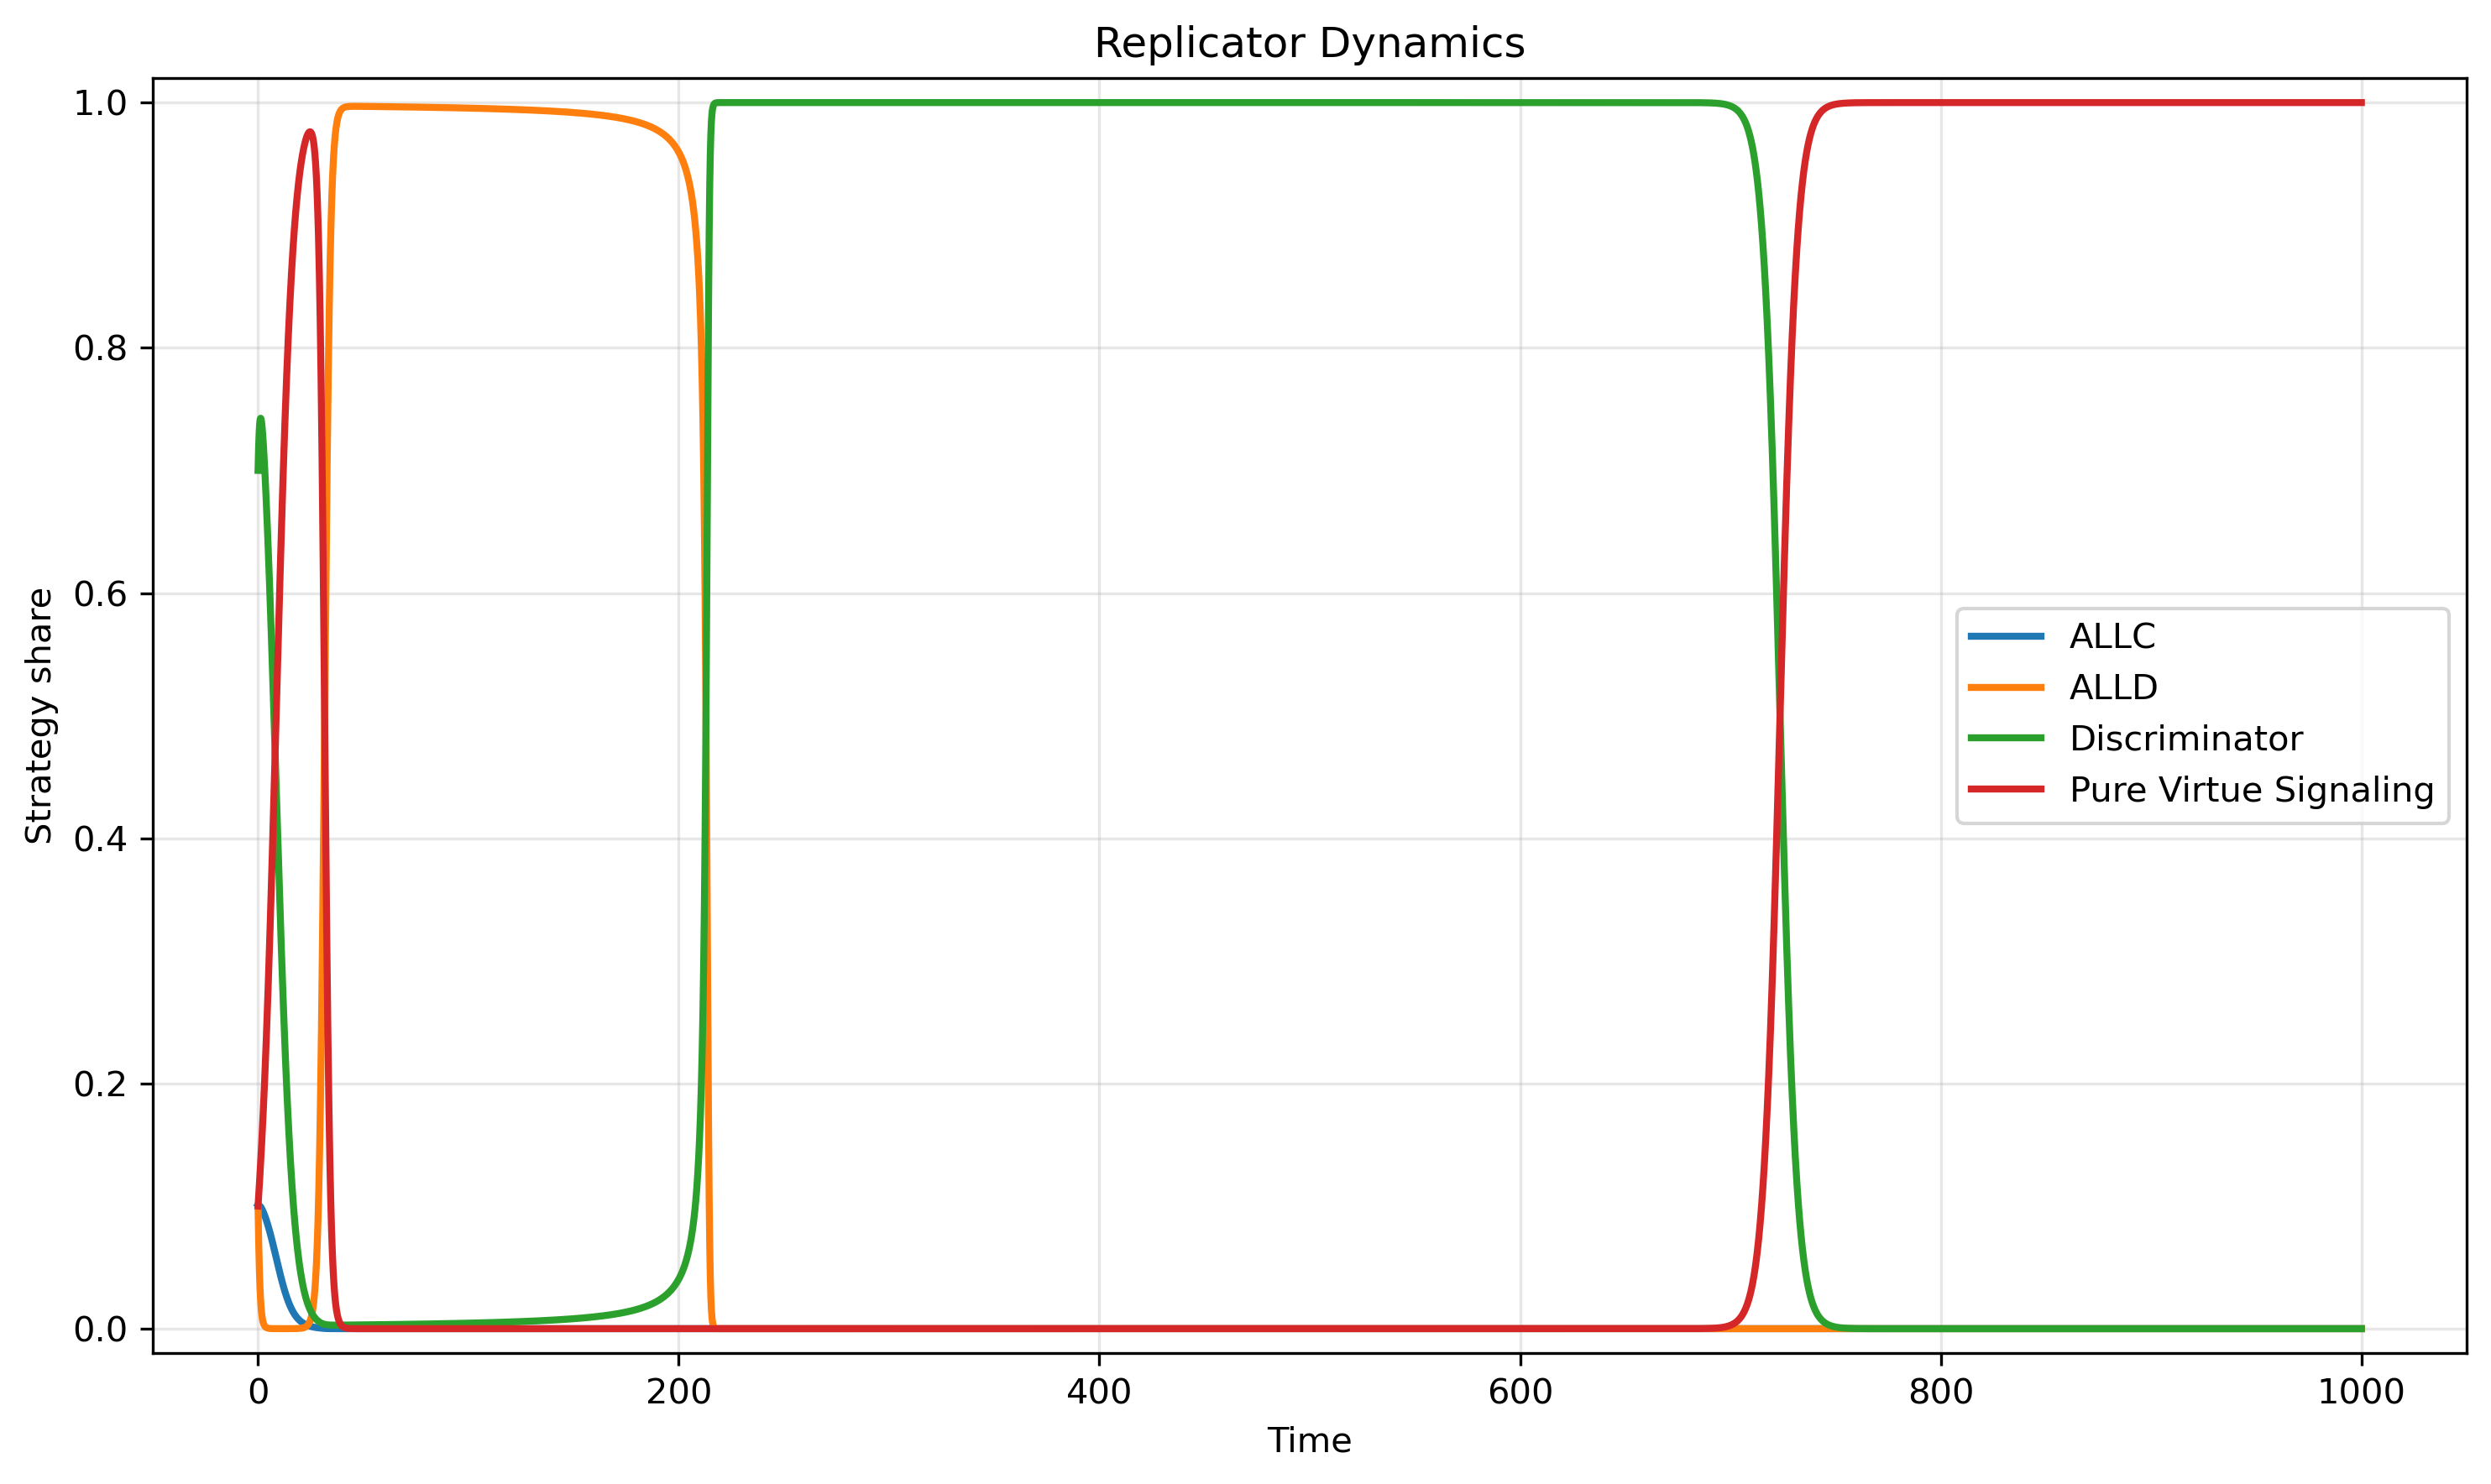 Replicator Dynamics
1.0
0.8
0.6
0.4
0.2
0.0
Strategy share
ALLC
ALLD
Discriminator
Pure Virtue Signaling
0 200 400 600 800 1000
Time